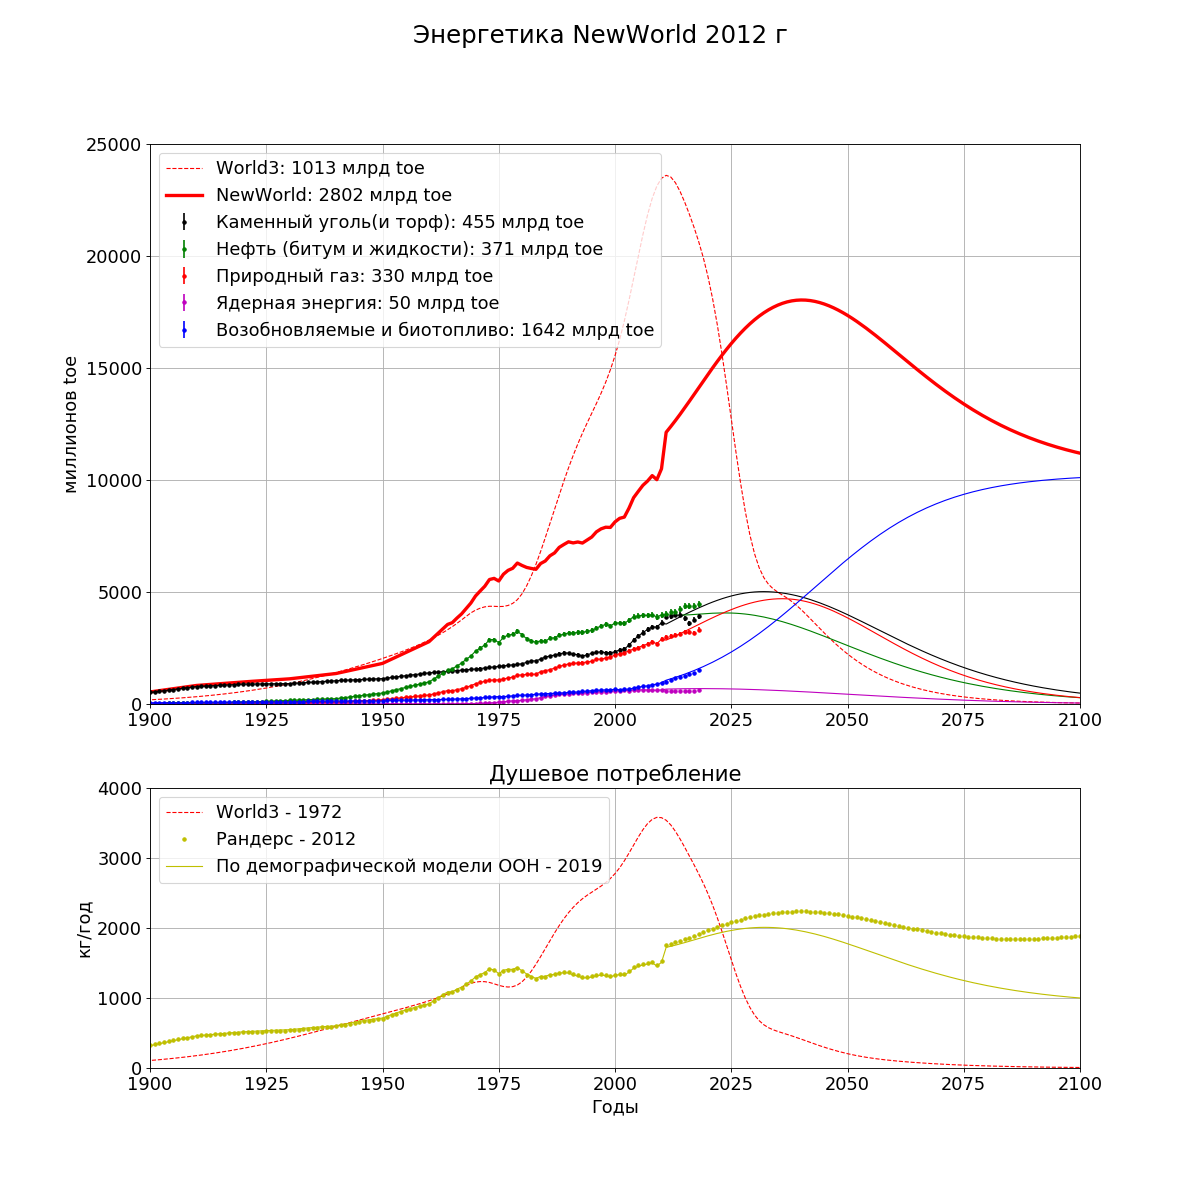 Энергетика NewWorld 2012 г
25000
20000
15000
10000
5000
0
миллионов toe
World3: 1013 млрд toe
NewWorld: 2802 млрд toe
Каменный уголь(и торф): 455 млрд toe
Нефть (битум и жидкости): 371 млрд toe
Природный газ: 330 млрд toe
Ядерная энергия: 50 млрд toe
Возобновляемые и биотопливо: 1642 млрд toe
1900 1925 1950 1975 2000 2025 2050 2075 2100
Душевое потребление
4000
3000
2000
1000
0
кг/год
World3 - 1972
Рандерс - 2012
По демографической модели ООН - 2019
1900 1925 1950 1975 2000 2025 2050 2075 2100
Годы